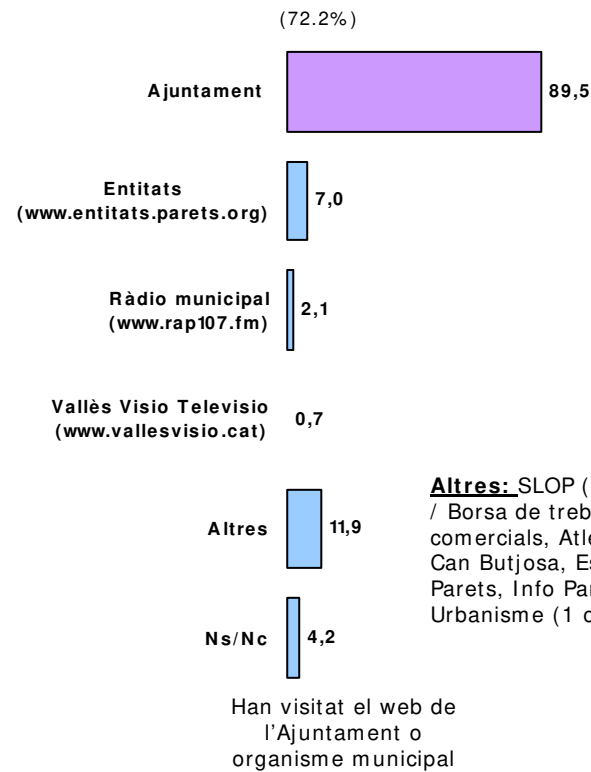 (72.2%)
Ajuntament
89,5
Entitats
(www.entitats.parets.org)
7,0
Ràdio municipal
(www.rap107.fm)
2,1
Vallès Visio Televisio
(www.vallesvisio.cat)
0,7
Altres
11,9
Altres: SLOP (
/ Borsa de treb
comercials, Atle
Can Butjosa, Es
Parets, Info Par
Urbanisme (1 c
Ns/Nc
4,2
Han visitat el web de
l'Ajuntament o
organisme municipal